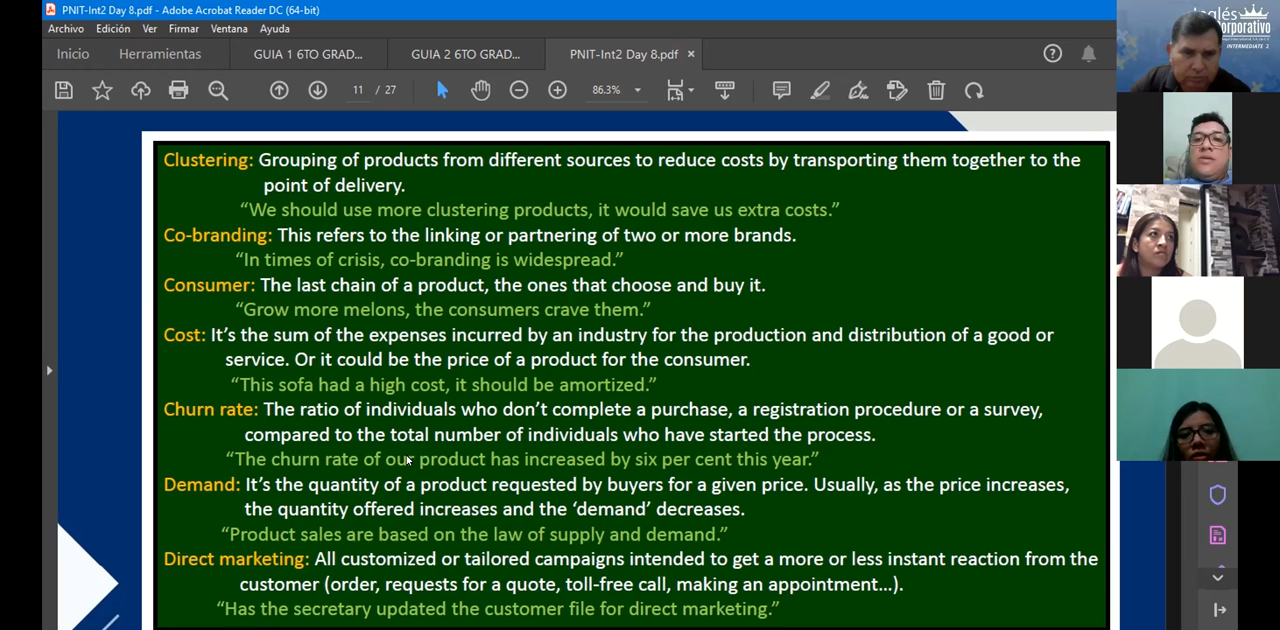 PNIT-Int2 Day 8.pdf - Adobe Acrobat Reader DC (64-bit)
Archivo Edición Ver Firmar Ventana Ayuda
Inicio Herramientas GUIA 1 6TO GRAD... GUIA 2 6TO GRAD... PNIT-Int2 Day 8.pdf ×
11 / 27 86.3%
Clustering: Grouping of products from different sources to reduce costs by transporting them together to the
point of delivery.
“We should use more clustering products, it would save us extra costs.”
Co-branding: This refers to the linking or partnering of two or more brands.
“In times of crisis, co-branding is widespread.”
Consumer: The last chain of a product, the ones that choose and buy it.
“Grow more melons, the consumers crave them.”
Cost: It’s the sum of the expenses incurred by an industry for the production and distribution of a good or
service. Or it could be the price of a product for the consumer.
“This sofa had a high cost, it should be amortized.”
Churn rate: The ratio of individuals who don’t complete a purchase, a registration procedure or a survey,
compared to the total number of individuals who have started the process.
“The churn rate of our product has increased by six per cent this year.”
Demand: It’s the quantity of a product requested by buyers for a given price. Usually, as the price increases,
the quantity offered increases and the ‘demand’ decreases.
“Product sales are based on the law of supply and demand.”
Direct marketing: All customized or tailored campaigns intended to get a more or less instant reaction from the
customer (order, requests for a quote, toll-free call, making an appointment...).
“Has the secretary updated the customer file for direct marketing.”
INTERMEDIATE 2